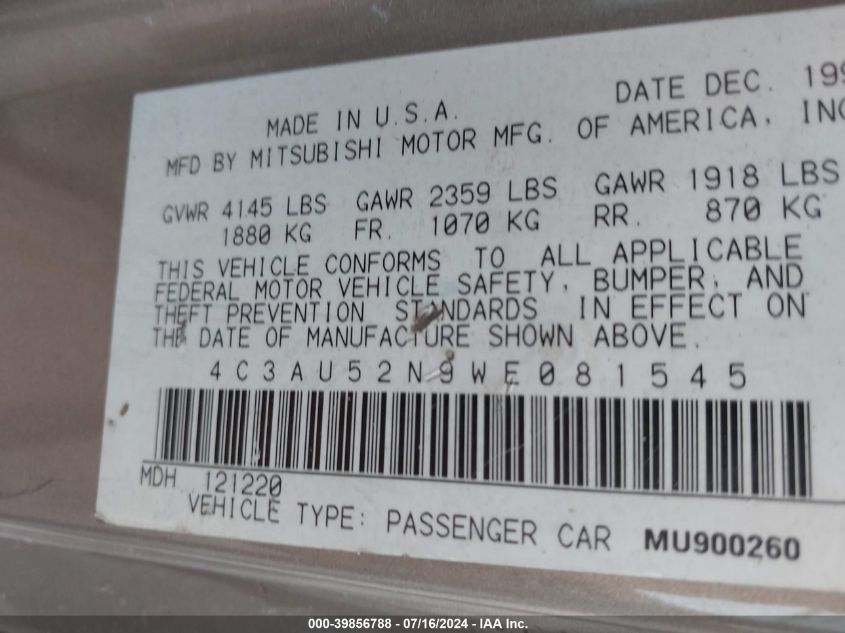 DATE DEC. 199
MADE IN U.S.A.
MFD BY MITSUBISHI MOTOR MFG. OF AMERICA, INC
GVWR 4145 LBS GAWR 2359 LBS GAWR 1918 LBS
1880 KG FR. 1070 KG RR. 870 KG
THIS VEHICLE CONFORMS TO ALL APPLICABLE
FEDERAL MOTOR VEHICLE SAFETY, BUMPER, AND
THEFT PREVENTION STANDARDS IN EFFECT ON
THE DATE OF MANUFACTURE SHOWN ABOVE.
4C3AU52N9WE081545
MDH 121220
VEHICLE TYPE: PASSENGER CAR MU900260
000-39856788 - 07/16/2024 - IAA Inc.